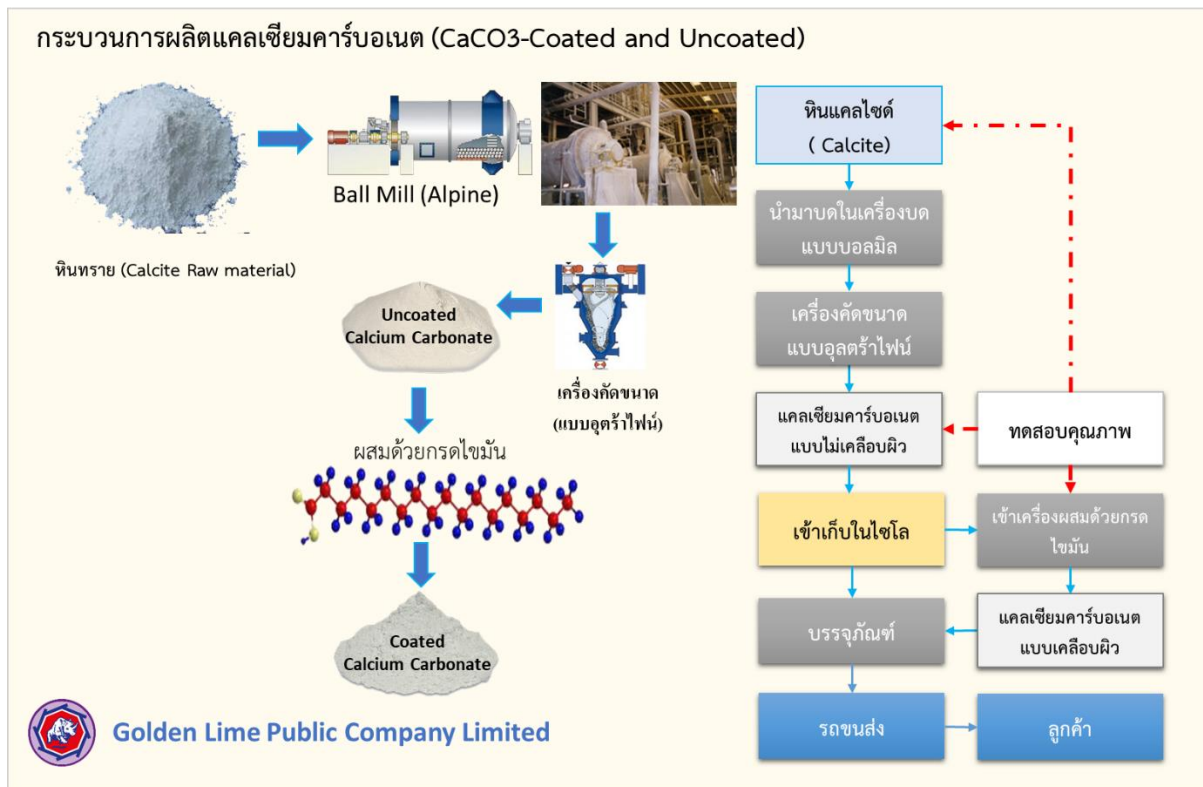 กระบวนการผลิตแคลเซียมคาร์บอเนต (CaCO3-Coated and Uncoated)
Ball Mill (Alpine)
หินทราย (Calcite Raw material)
Uncoated
Calcium Carbonate
เครื่องคัดขนาด
(แบบอุตร้าไฟน์)
ผสมด้วยกรดไขมัน
Coated
Calcium Carbonate
หินแคลไซด์
( Calcite)
นำมาบดในเครื่องบด
แบบบอลมิล
เครื่องคัดขนาด
แบบอุลตร้าไฟน์
แคลเซียมคาร์บอเนต
แบบไม่เคลือบผิว
ทดสอบคุณภาพ
เข้าเก็บในไซโล
เข้าเครื่องผสมด้วยกรด
ไขมัน
บรรจุภัณฑ์
แคลเซียมคาร์บอเนต
แบบเคลือบผิว
รถขนส่ง
ลูกค้า
Golden Lime Public Company Limited